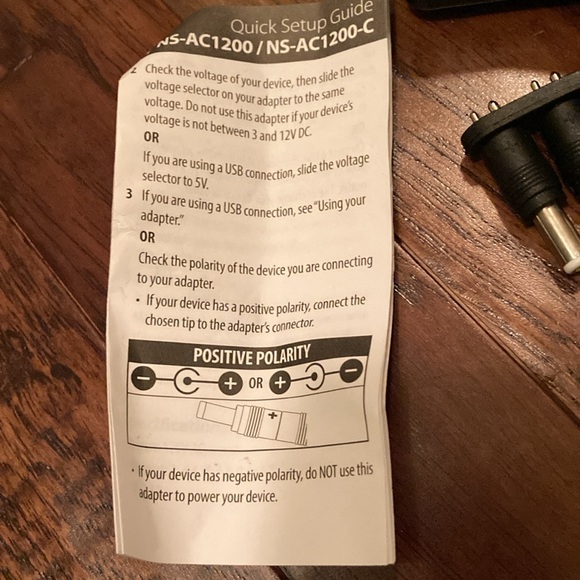 Quick Setup Guide
NS-AC1200 / NS-AC1200-C
2 Check the voltage of your device, then slide the
voltage selector on your adapter to the same
voltage. Do not use this adapter if your device's
voltage is not between 3 and 12V DC.
OR
If you are using a USB connection, slide the voltage
selector to 5V.
3 If you are using a USB connection, see "Using your
adapter."
OR
Check the polarity of the device you are connecting
to your adapter.
• If your device has a positive polarity, connect the
chosen tip to the adapter's connector.
POSITIVE POLARITY
− + OR + −
+
• If your device has negative polarity, do NOT use this
adapter to power your device.